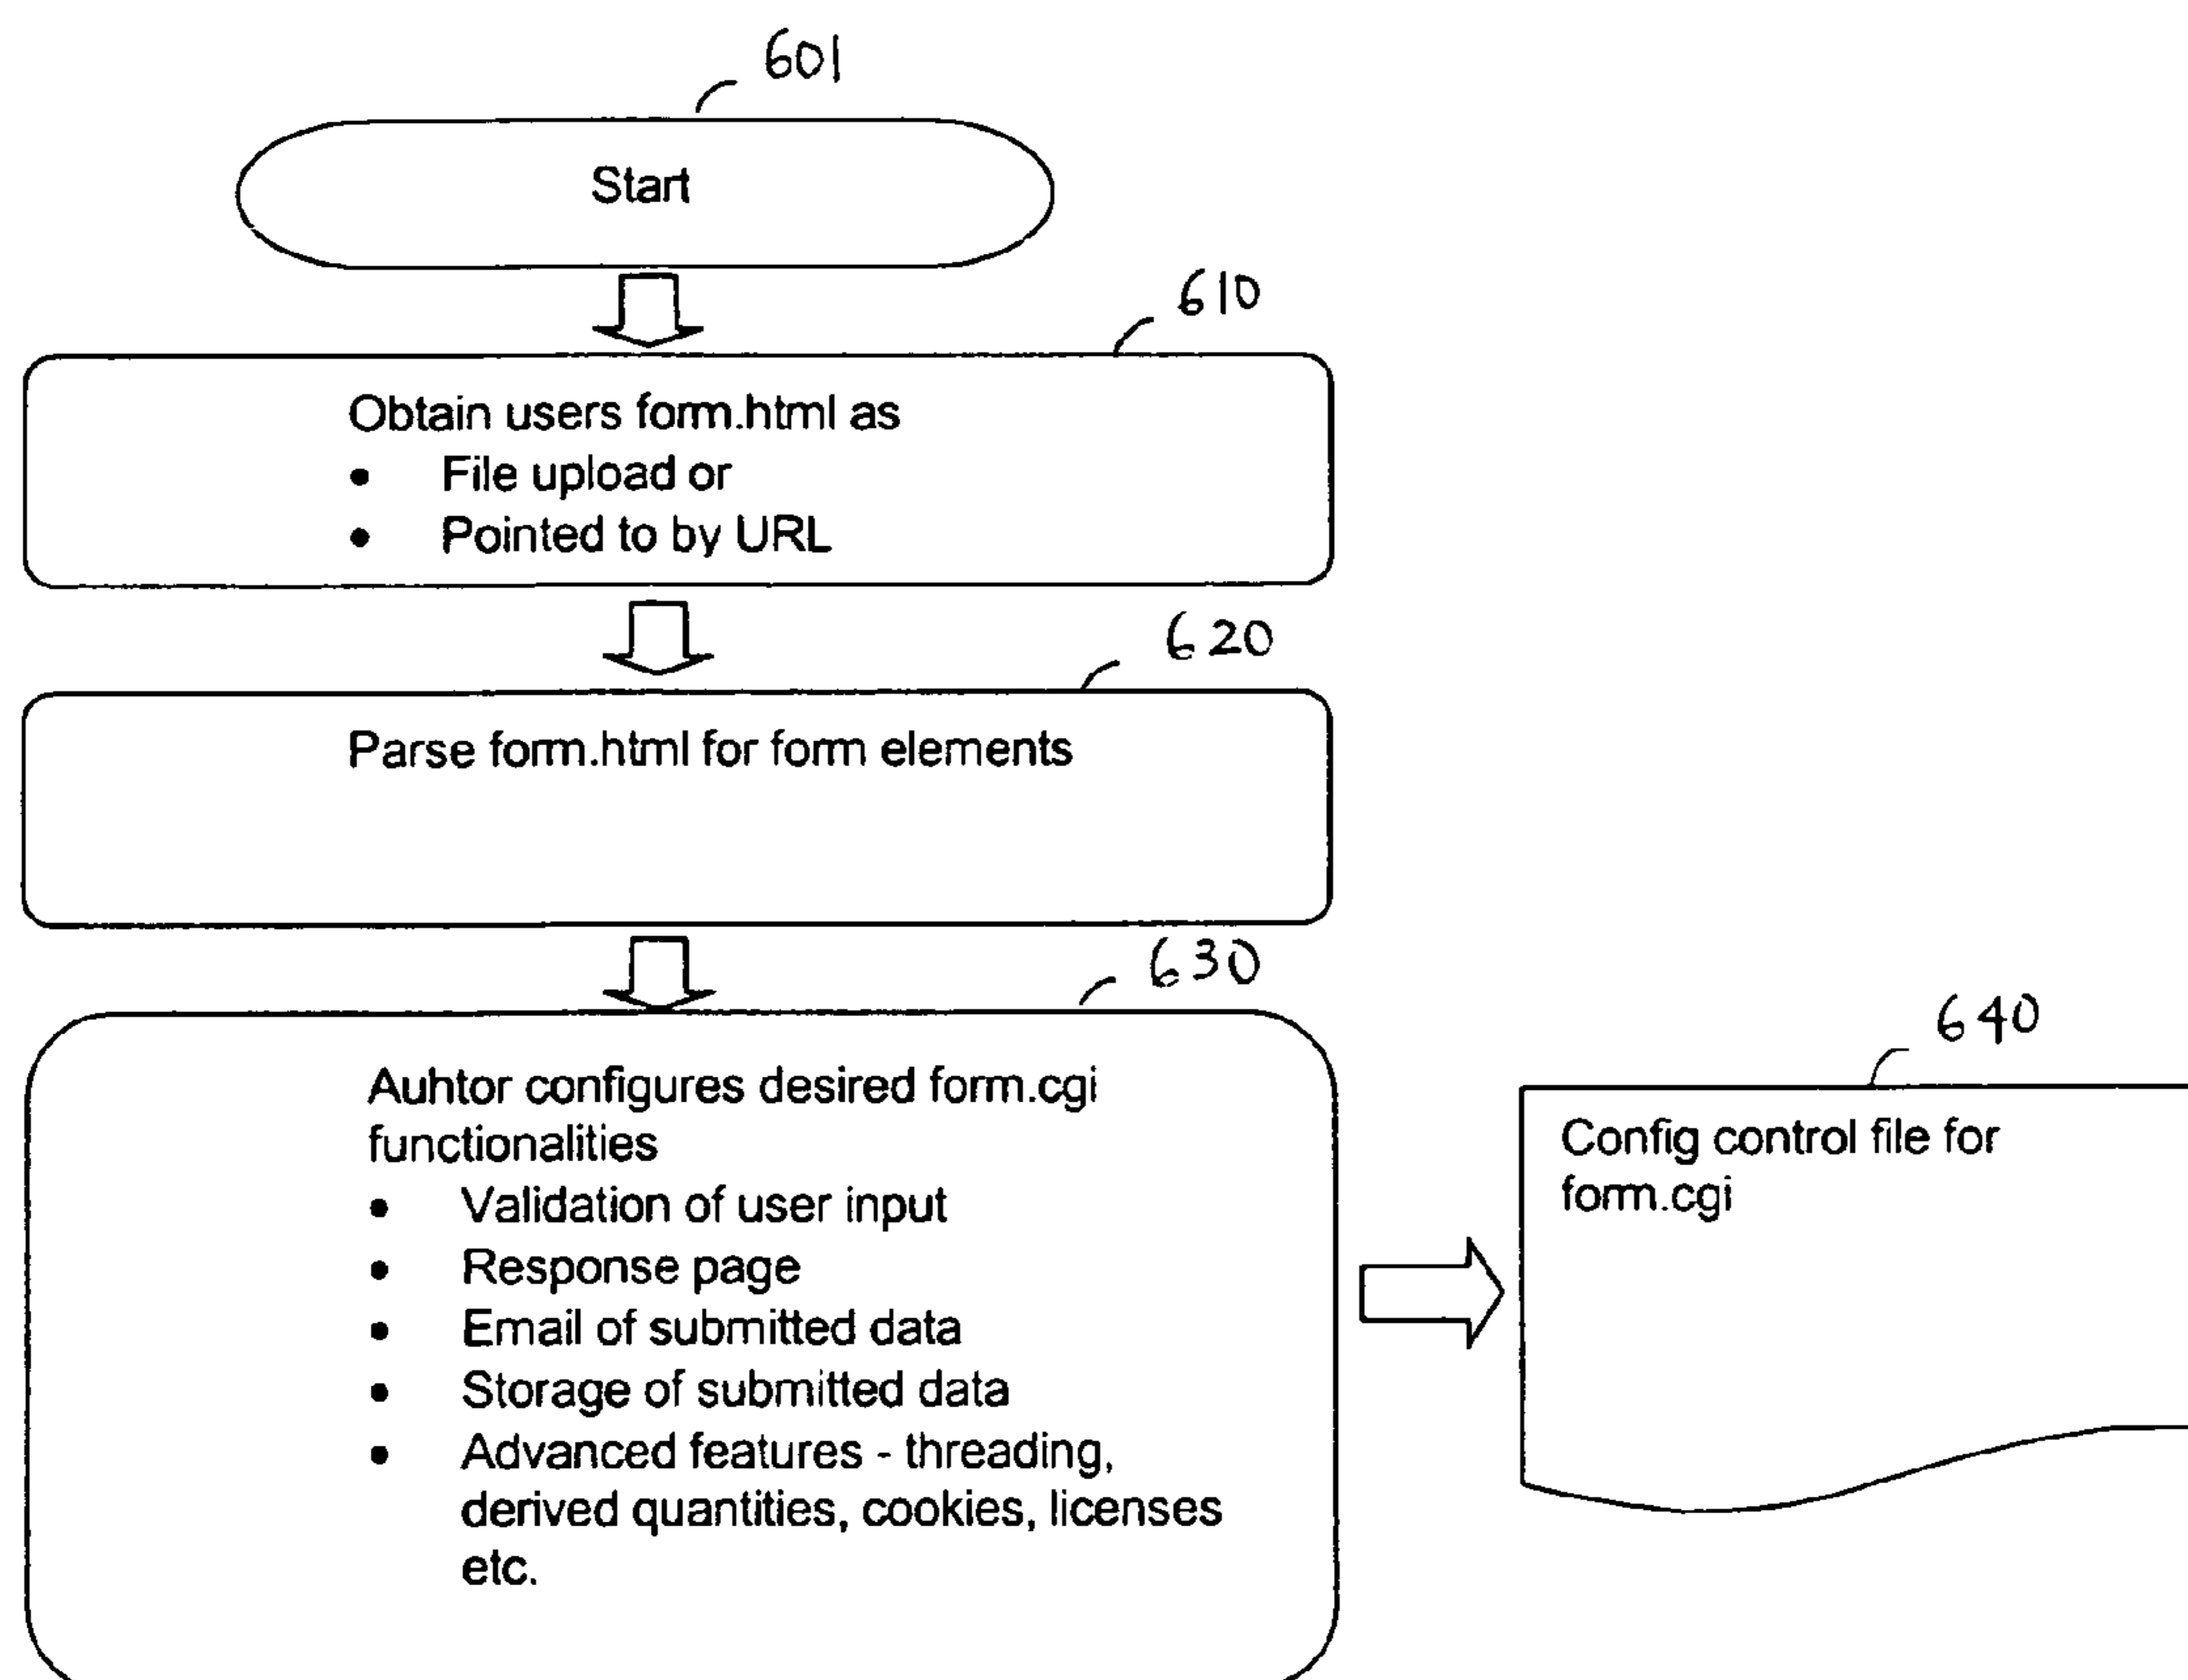 601
Start
610
Obtain users form.html as
• File upload or
• Pointed to by URL
620
Parse form.html for form elements
630
Auhtor configures desired form.cgi
functionalities
• Validation of user input
• Response page
• Email of submitted data
• Storage of submitted data
• Advanced features - threading,
derived quantities, cookies, licenses
etc.
640
Config control file for
form.cgi